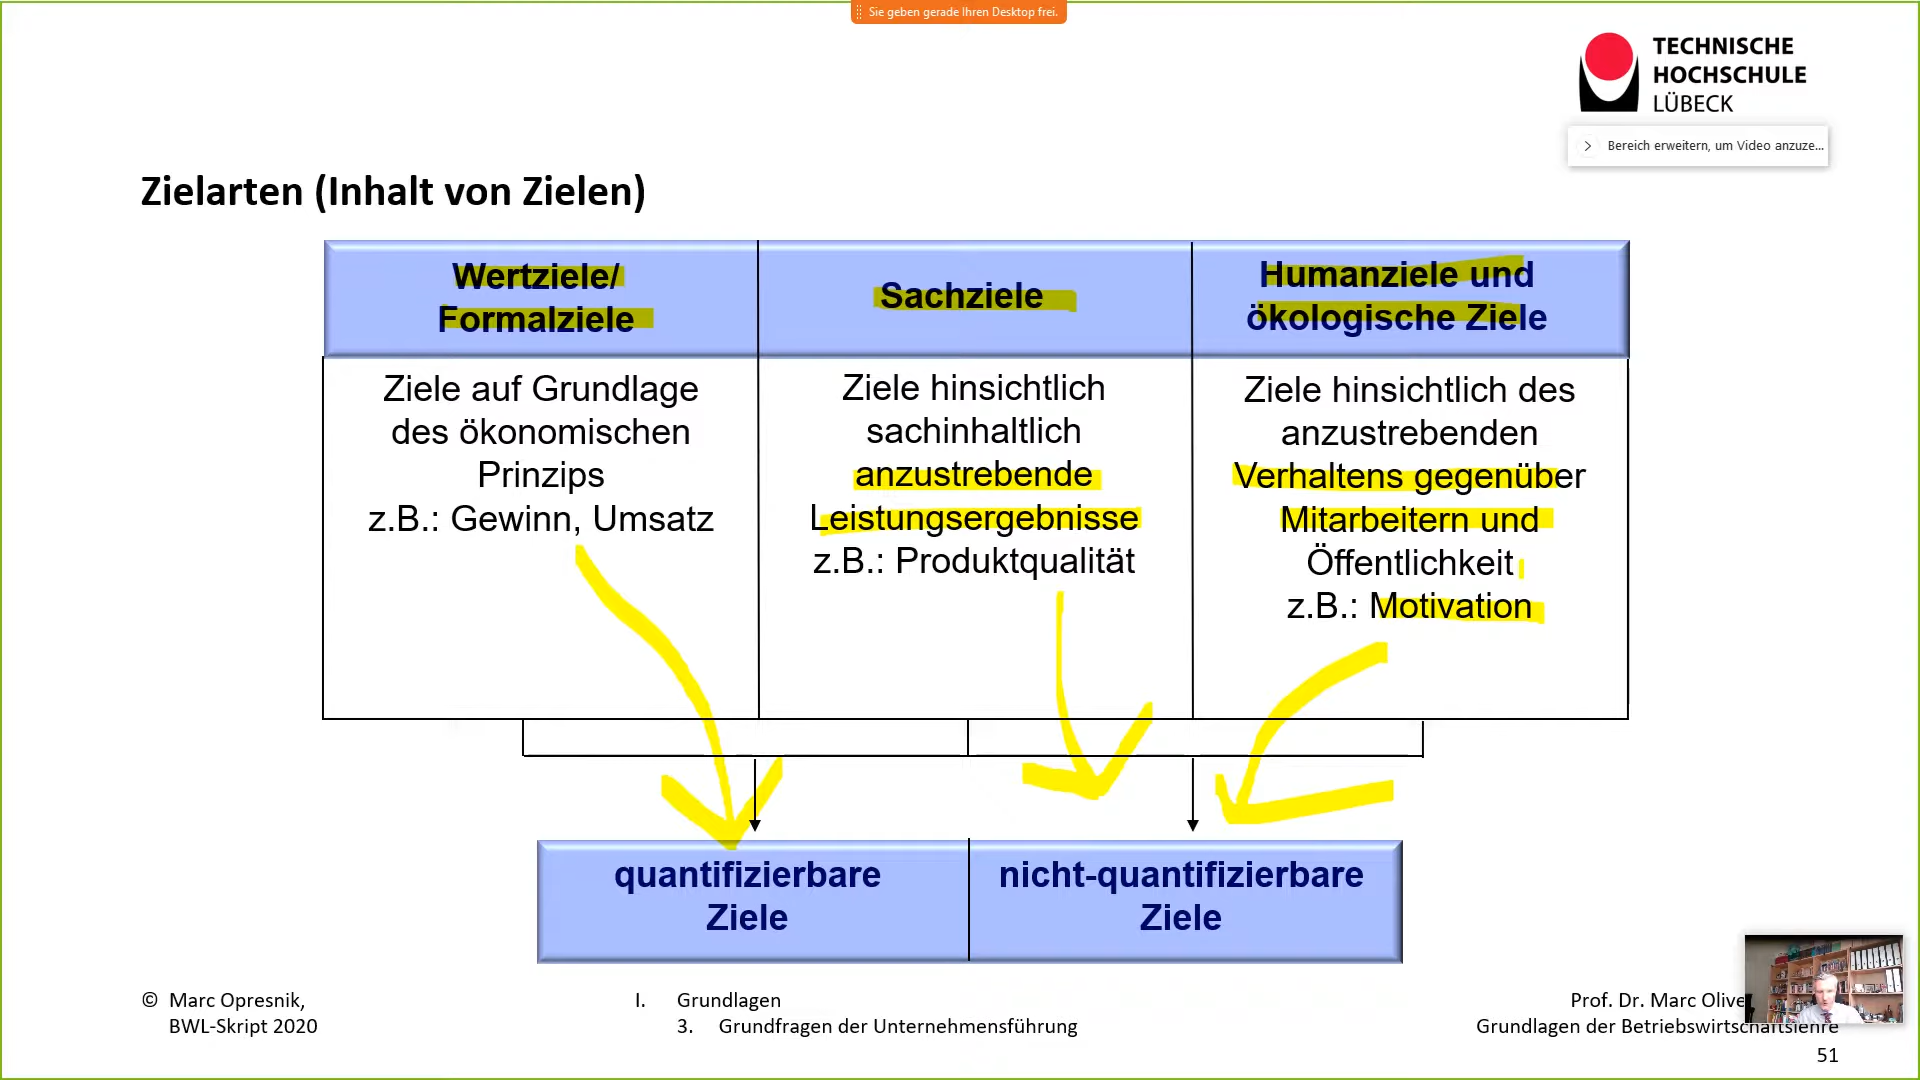 Sie geben gerade Ihren Desktop frei.
TECHNISCHE
HOCHSCHULE
LÜBECK
Bereich erweitern, um Video anzuze...
Zielarten (Inhalt von Zielen)
Wertziele/
Formalziele
Sachziele
Humanziele und
ökologische Ziele
Ziele auf Grundlage
des ökonomischen
Prinzips
z.B.: Gewinn, Umsatz
Ziele hinsichtlich
sachinhaltlich
anzustrebende
Leistungsergebnisse
z.B.: Produktqualität
Ziele hinsichtlich des
anzustrebenden
Verhaltens gegenüber
Mitarbeitern und
Öffentlichkeit
z.B.: Motivation
quantifizierbare
Ziele
nicht-quantifizierbare
Ziele
© Marc Opresnik,
BWL-Skript 2020
I. Grundlagen
3. Grundfragen der Unternehmensführung
Prof. Dr. Marc Olive
Grundlagen der Betriebswirtschaftslehre
51